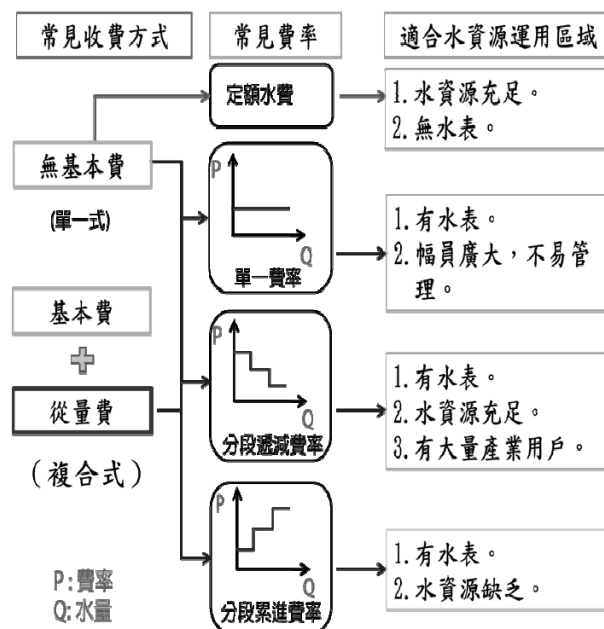 常見收費方式
常見費率
適合水資源運用區域
定額水費
1.水資源充足。
2.無水表。
無基本費
(單一式)
P
Q
單一費率
1.有水表。
2.幅員廣大，不易管
理。
基本費
從量費
(複合式)
P
Q
分段遞減費率
1.有水表。
2.水資源充足。
3.有大量產業用戶。
P
Q
分段累進費率
1.有水表。
2.水資源缺乏。
P:費率
Q:水量